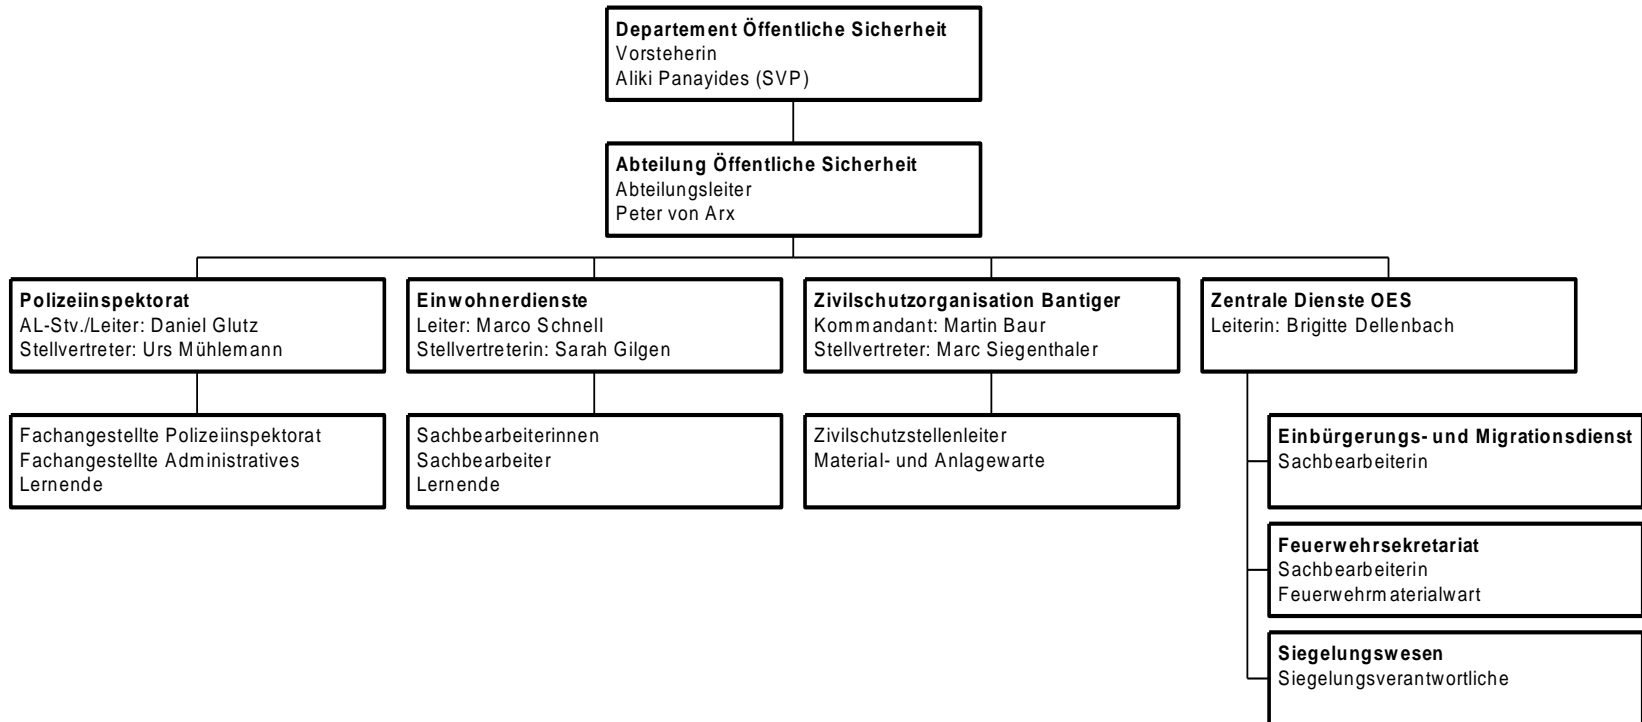 Departement Öffentliche Sicherheit
Vorsteherin
Aliki Panayides (SVP)
Abteilung Öffentliche Sicherheit
Abteilungsleiter
Peter von Arx
Polizeiinspektorat
AL-Stv./Leiter: Daniel Glutz
Stellvertreter: Urs Mühlemann
Einwohnerdienste
Leiter: Marco Schnell
Stellvertreterin: Sarah Gilgen
Zivilschutzorganisation Bantiger
Kommandant: Martin Baur
Stellvertreter: Marc Siegenthaler
Zentrale Dienste OES
Leiterin: Brigitte Dellenbach
Fachangestellte Polizeiinspektorat
Fachangestellte Administratives
Lernende
Sachbearbeiterinnen
Sachbearbeiter
Lernende
Zivilschutzstellenleiter
Material- und Anlagewarte
Einbürgerungs- und Migrationsdienst
Sachbearbeiterin
Feuerwehrsekretariat
Sachbearbeiterin
Feuerwehrmaterialwart
Siegelungswesen
Siegelungsverantwortliche